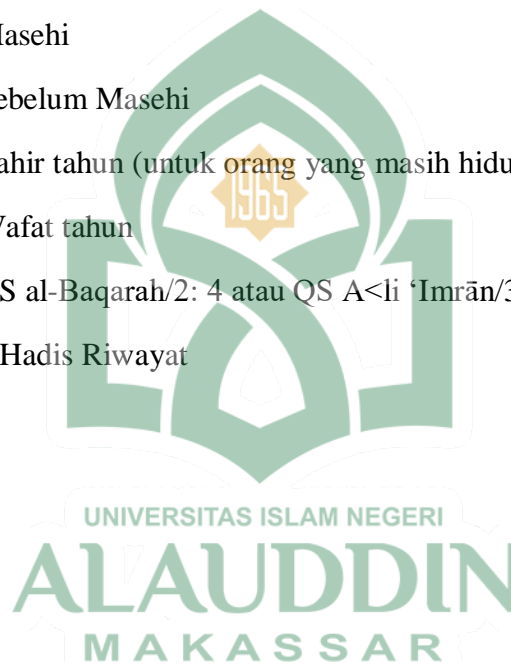 Masehi
ebelum Masehi
ahir tahun (untuk orang yang masih hidu
Wafat tahun
S al-Baqarah/2: 4 atau QS A<li ‘Imrān/3
Hadis Riwayat
1965
UNIVERSITAS ISLAM NEGERI
ALAUDDIN
MAKASSAR